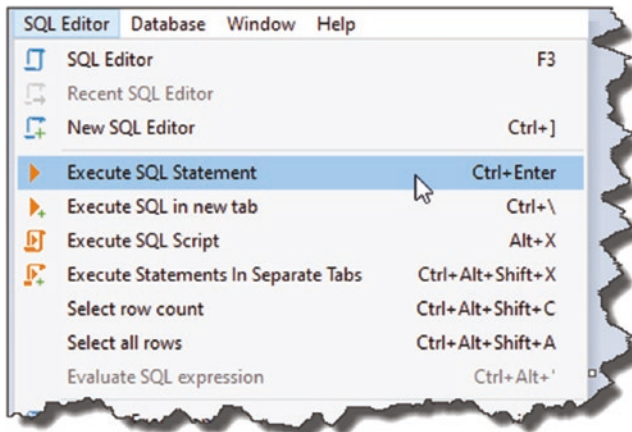 SQL Editor Database Window Help
SQL Editor F3
Recent SQL Editor
New SQL Editor Ctrl+]
Execute SQL Statement Ctrl+Enter
Execute SQL in new tab Ctrl+\
Execute SQL Script Alt+X
Execute Statements In Separate Tabs Ctrl+Alt+Shift+X
Select row count Ctrl+Alt+Shift+C
Select all rows Ctrl+Alt+Shift+A
Evaluate SQL expression Ctrl+Alt+'